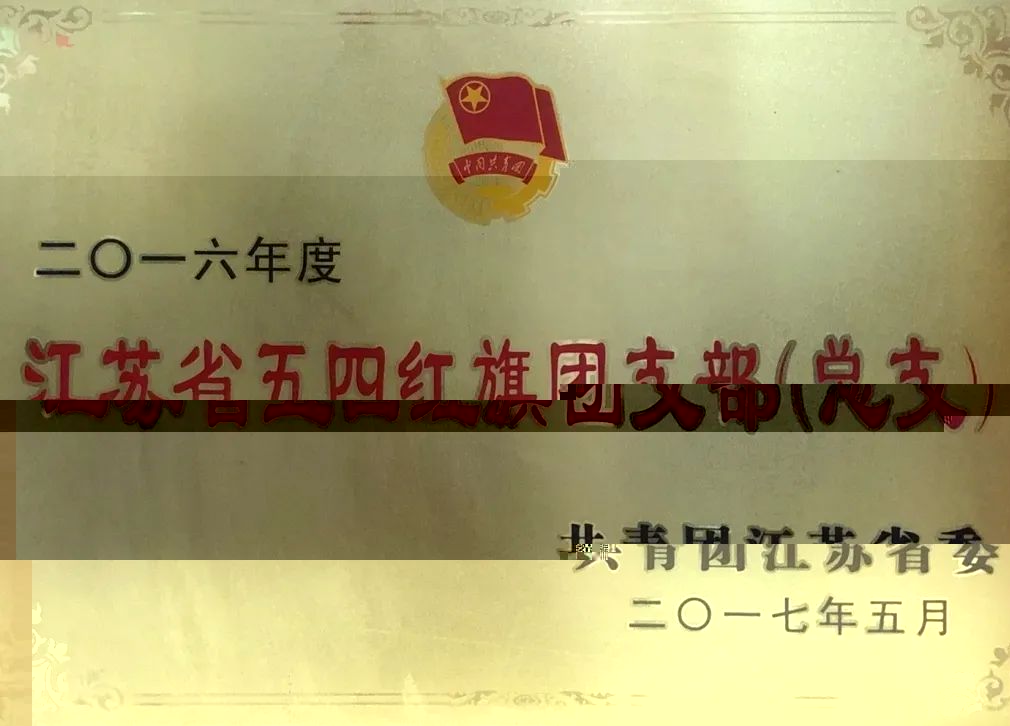 中国共青团
二〇一六年度
江苏省五四红旗团支部(总支)
共青团江苏省委
二〇一七年五月